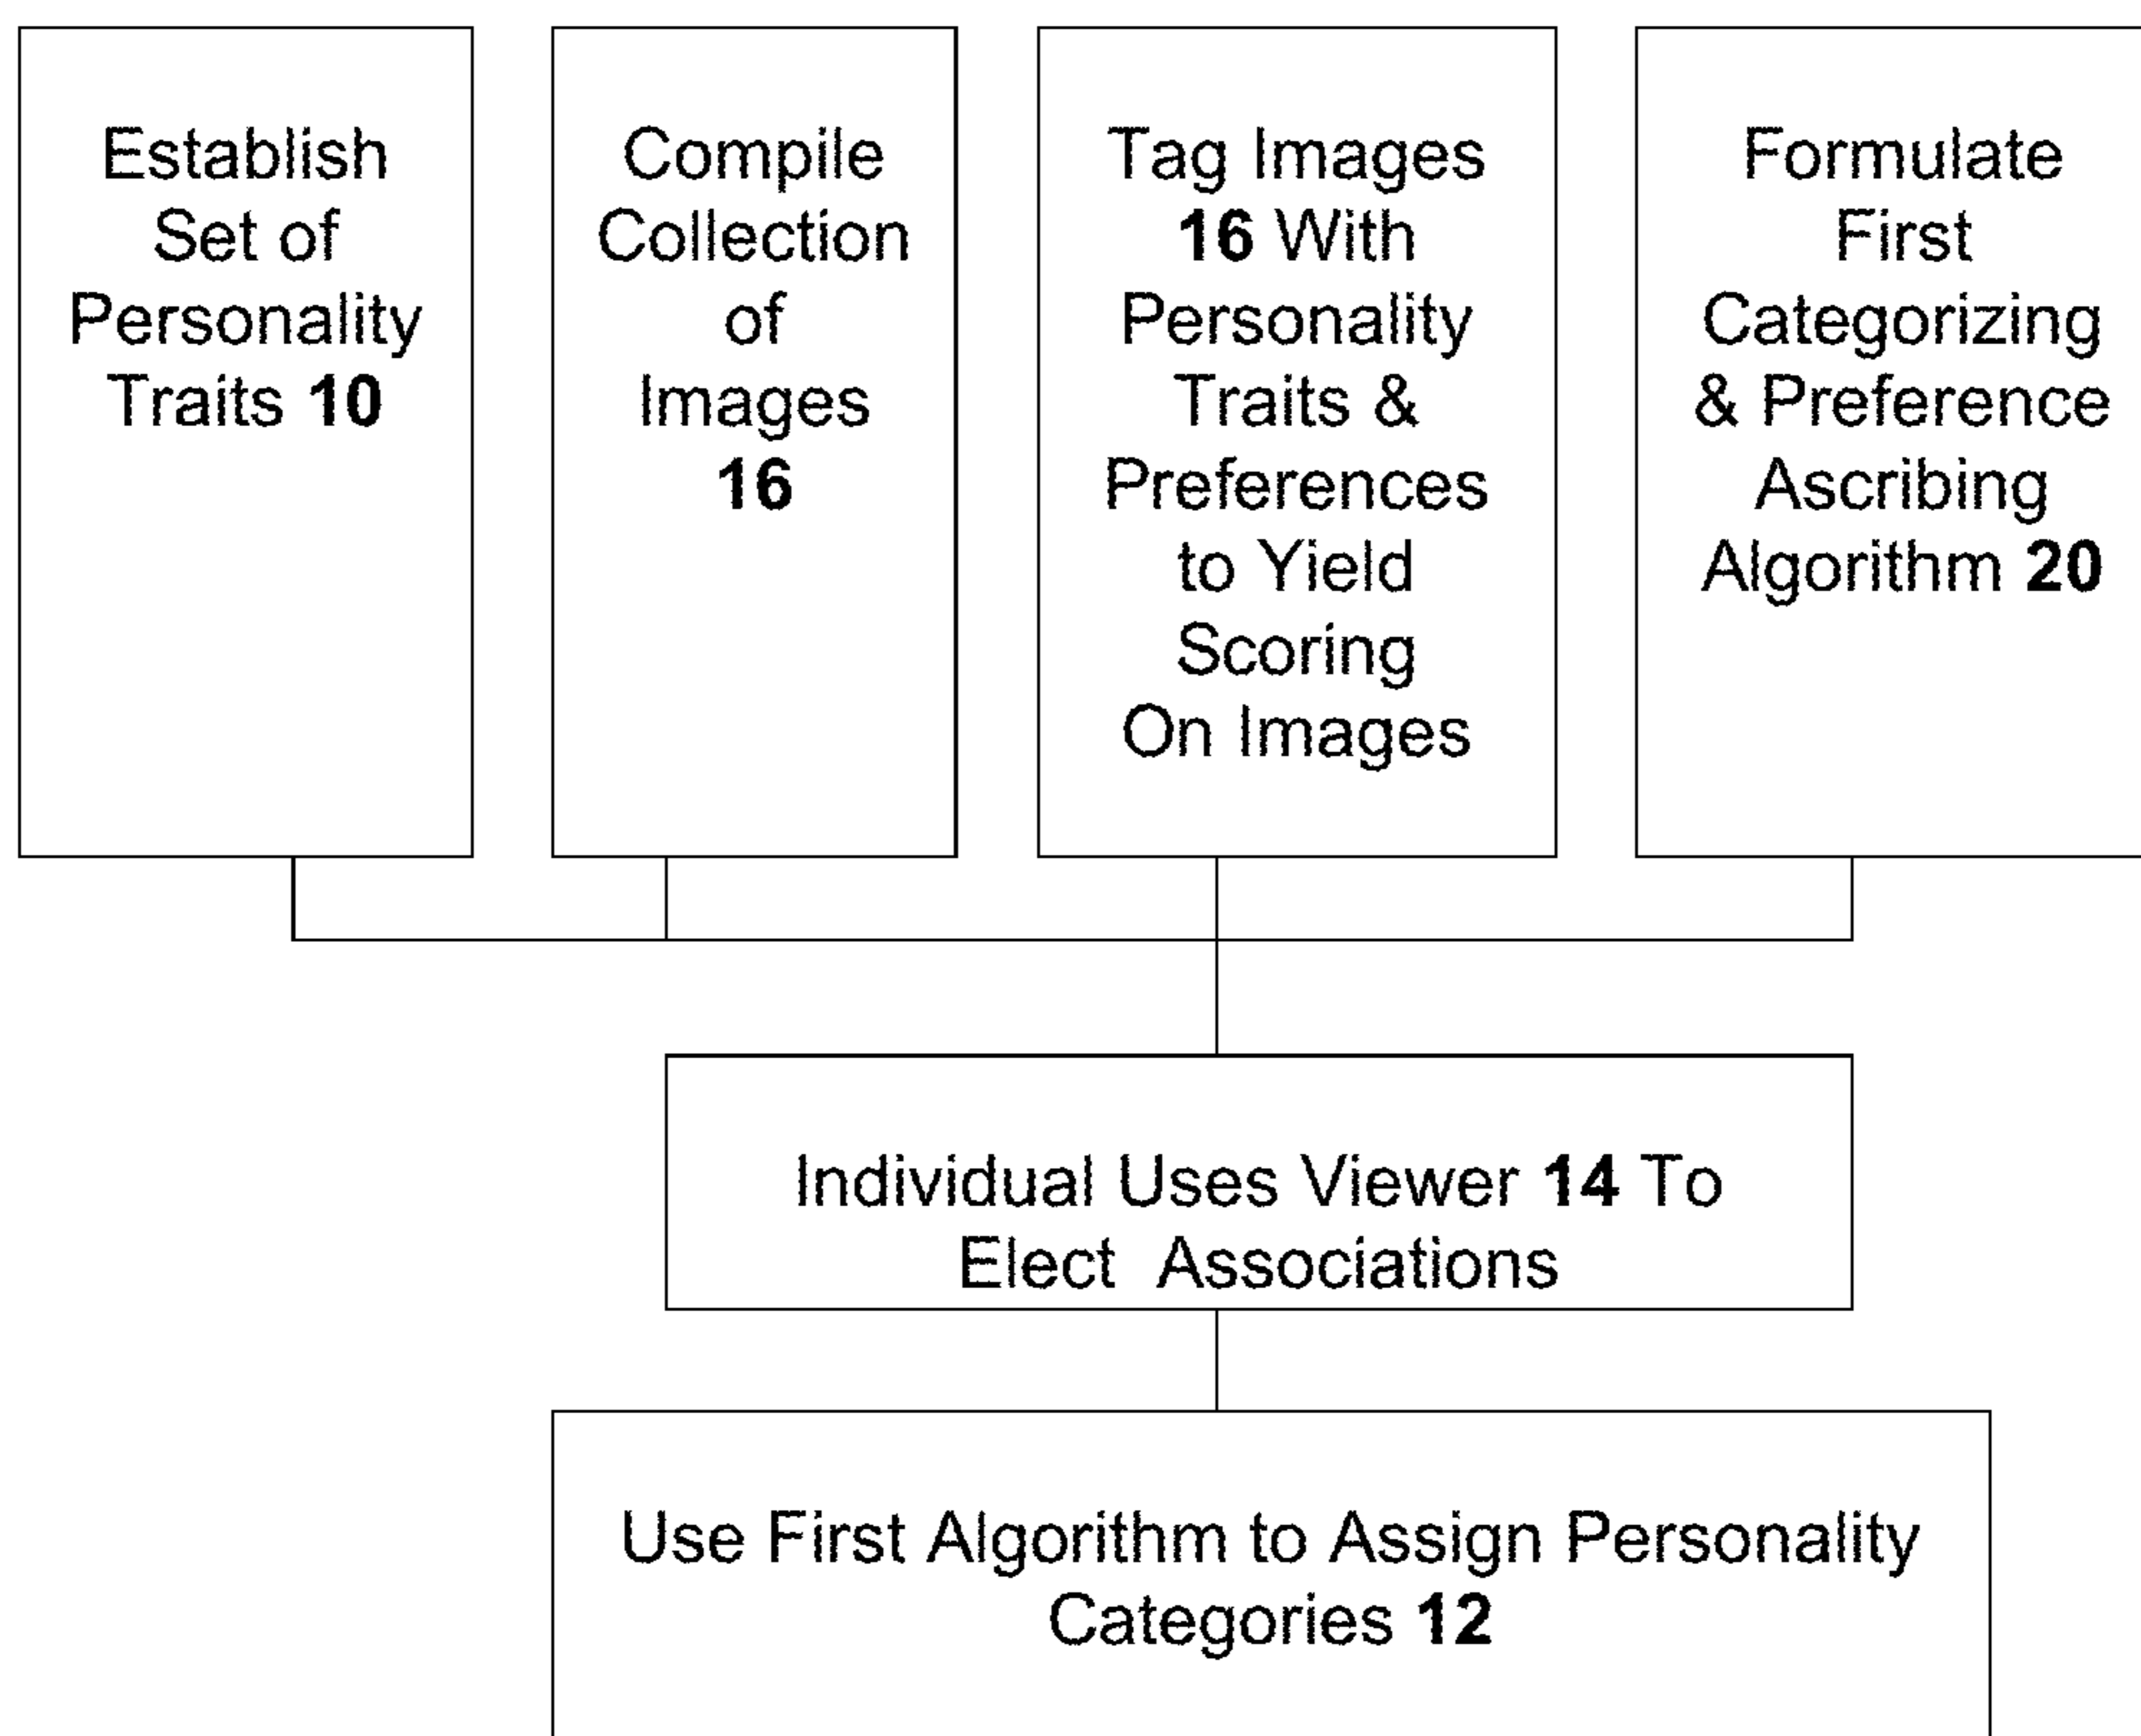 Establish
Set of
Personality
Traits 10
Compile
Collection
of
Images
16
Tag Images
16 With
Personality
Traits &
Preferences
to Yield
Scoring
On Images
Formulate
First
Categorizing
& Preference
Ascribing
Algorithm 20
Individual Uses Viewer 14 To
Elect Associations
Use First Algorithm to Assign Personality
Categories 12